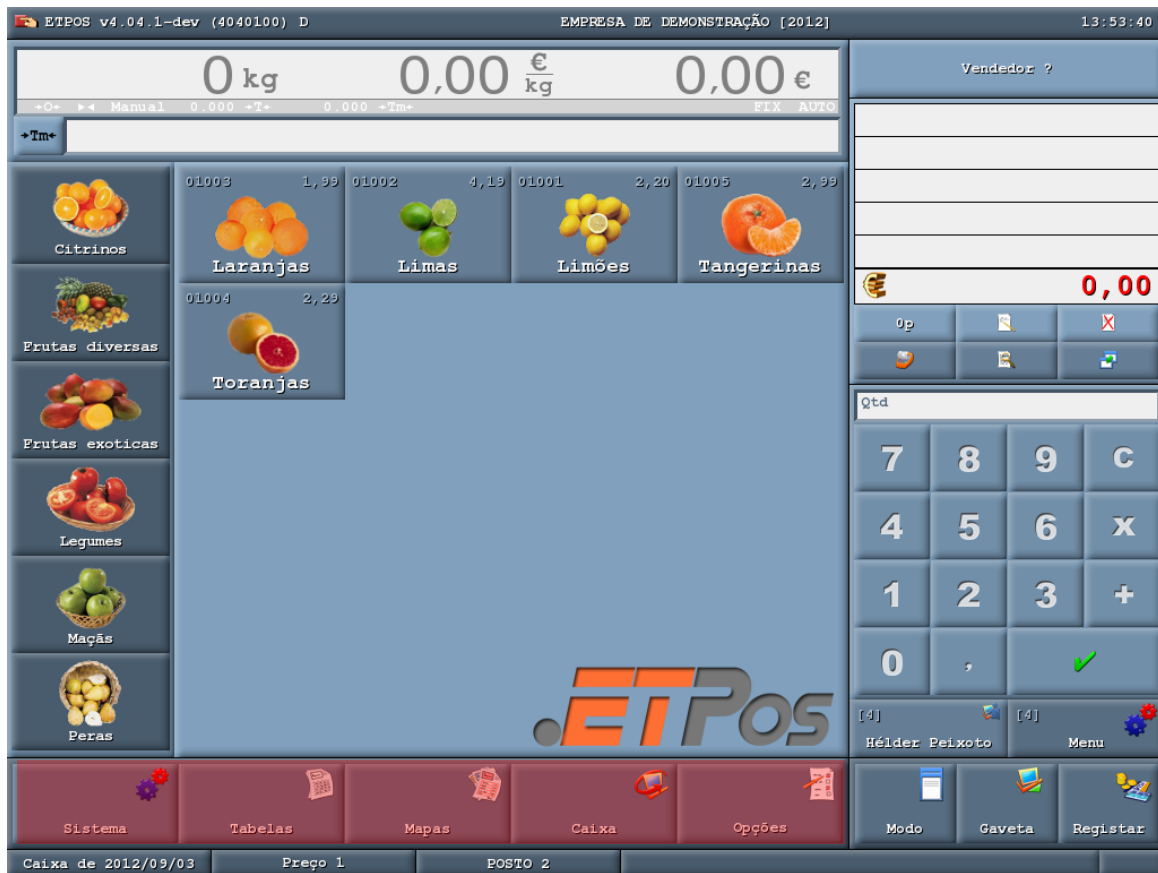 ETPOS v4.04.1-dev (4040100) D EMPRESA DE DEMONSTRAÇÃO [2012] 13:53:40
0 kg 0,00 €/kg 0,00 €
→0← ▸◂ Manual 0.000 →T← 0.000 →Tm← FIX AUTO
→Tm←
Vendedor ?
€ 0,00
Op
Citrinos
Frutas diversas
Frutas exoticas
Legumes
Maçãs
Peras
01003 1,99
Laranjas
01002 4,19
Limas
01001 2,20
Limões
01005 2,99
Tangerinas
01004 2,29
Toranjas
.ETPos
Qtd
7 8 9 C
4 5 6 X
1 2 3 +
0 , ✔
[4] [4]
Hélder Peixoto Menu
Sistema Tabelas Mapas Caixa Opções Modo Gaveta Registar
Caixa de 2012/09/03 Preço 1 POSTO 2